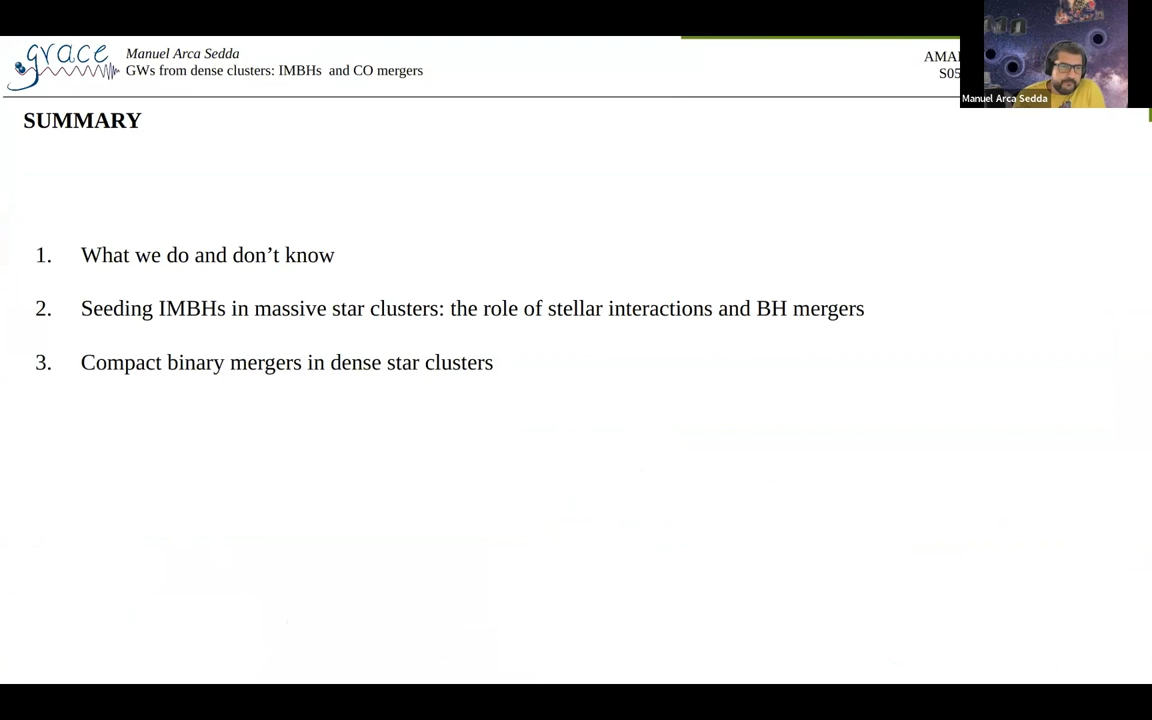 grace
Manuel Arca Sedda
GWs from dense clusters: IMBHs and CO mergers
S05
Manuel Arca Sedda
SUMMARY
1. What we do and don't know
2. Seeding IMBHs in massive star clusters: the role of stellar interactions and BH mergers
3. Compact binary mergers in dense star clusters